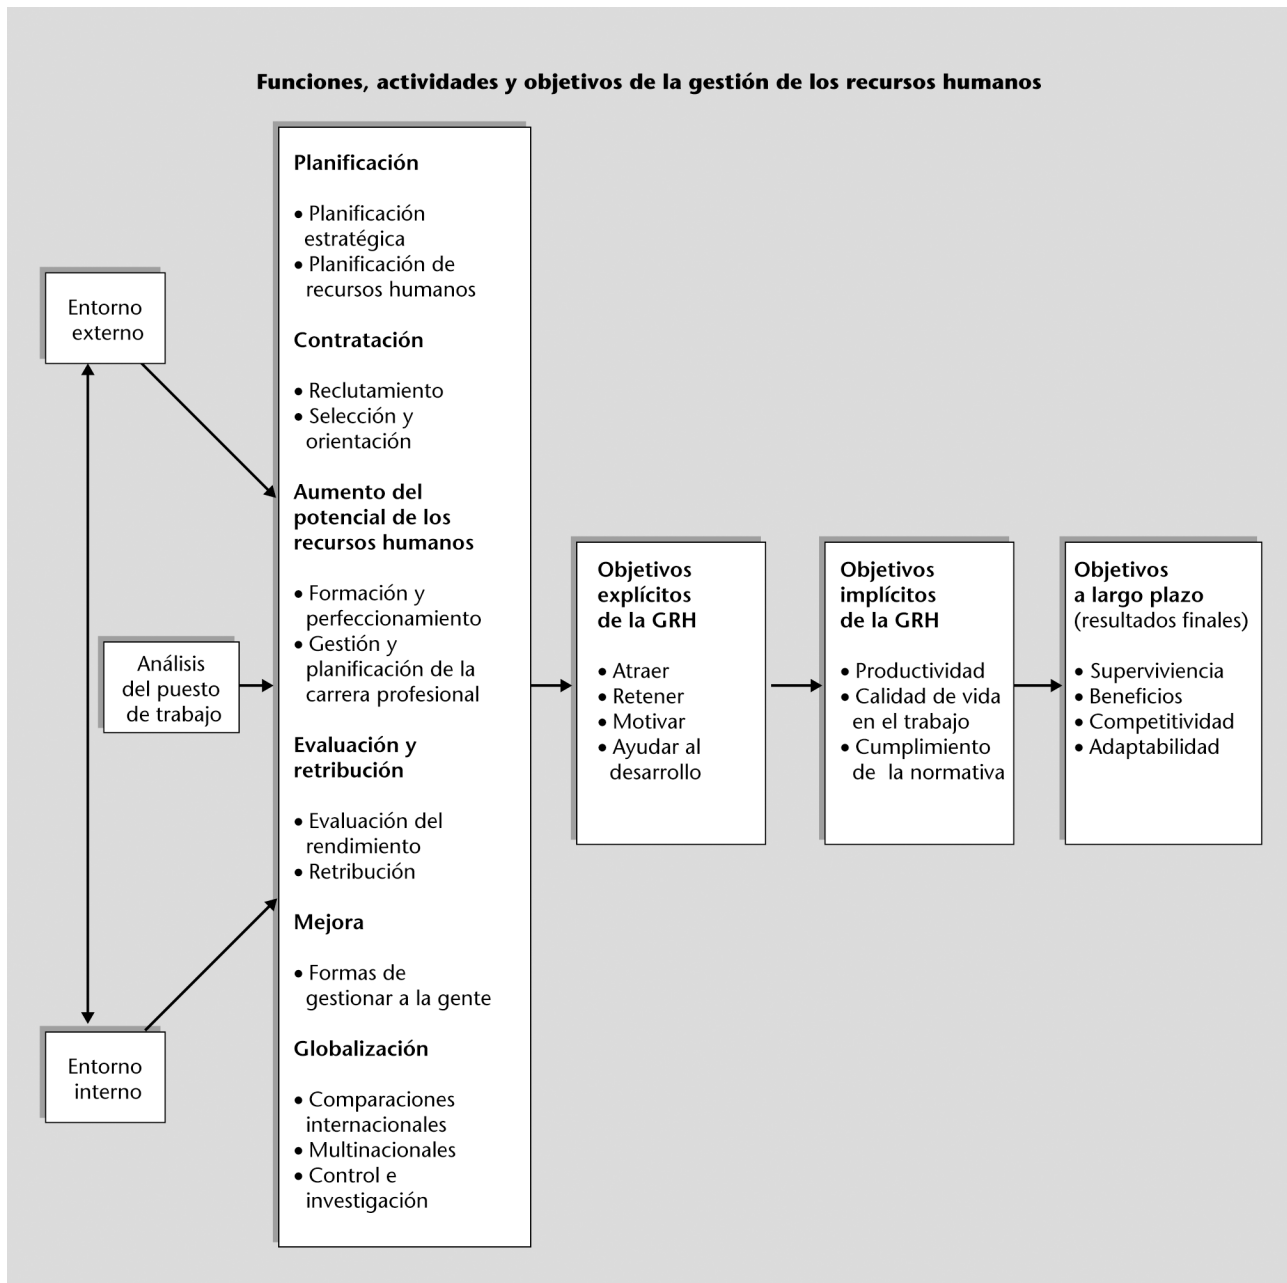 Funciones, actividades y objetivos de la gestión de los recursos humanos
Entorno
externo
Análisis
del puesto
de trabajo
Entorno
interno
Planificación
• Planificación
estratégica
• Planificación de
recursos humanos
Contratación
• Reclutamiento
• Selección y
orientación
Aumento del
potencial de los
recursos humanos
• Formación y
perfeccionamiento
• Gestión y
planificación de la
carrera profesional
Evaluación y
retribución
• Evaluación del
rendimiento
• Retribución
Mejora
• Formas de
gestionar a la gente
Globalización
• Comparaciones
internacionales
• Multinacionales
• Control e
investigación
Objetivos
explícitos
de la GRH
• Atraer
• Retener
• Motivar
• Ayudar al
desarrollo
Objetivos
implícitos
de la GRH
• Productividad
• Calidad de vida
en el trabajo
• Cumplimiento
de la normativa
Objetivos
a largo plazo
(resultados finales)
• Superviviencia
• Beneficios
• Competitividad
• Adaptabilidad